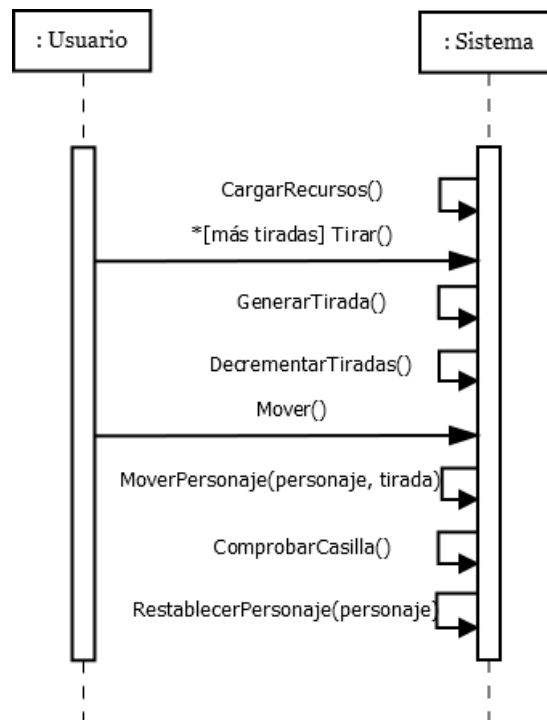 : Usuario
: Sistema
CargarRecursos()
*[más tiradas] Tirar()
GenerarTirada()
DecrementarTiradas()
Mover()
MoverPersonaje(personaje, tirada)
ComprobarCasilla()
RestablecerPersonaje(personaje)